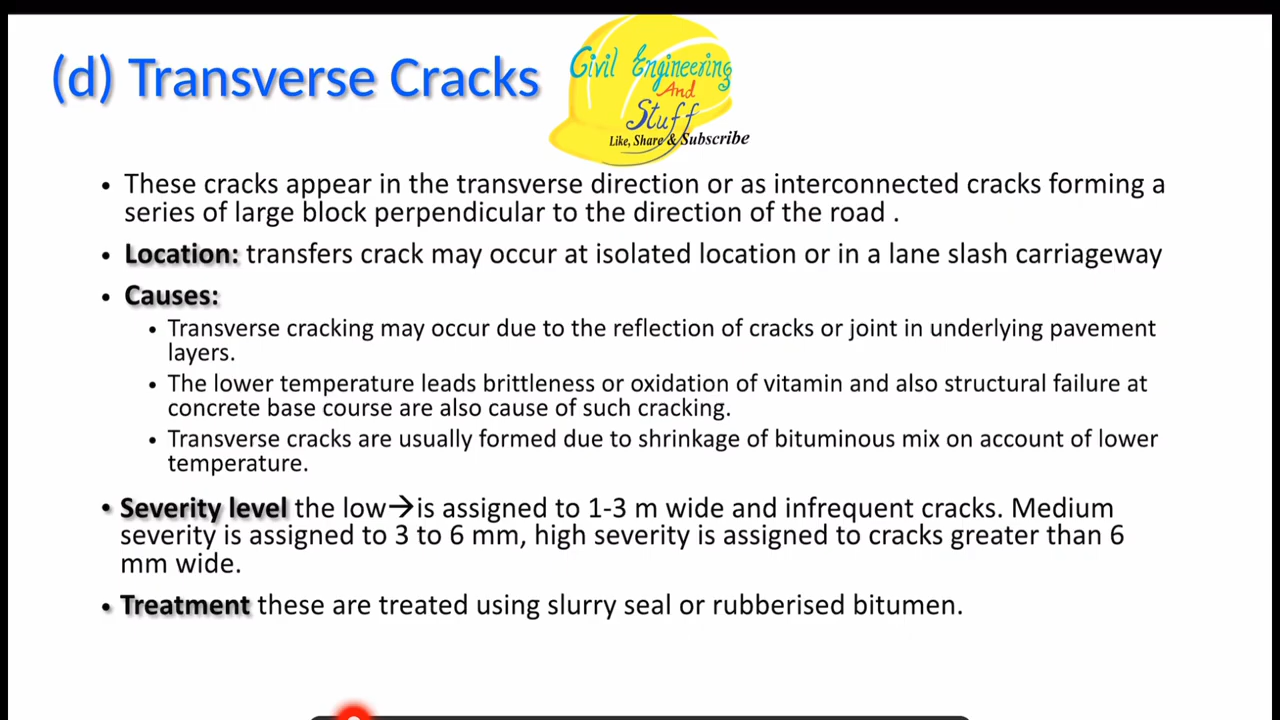 (d) Transverse Cracks
Civil Engineering
And
Stuff
Like, Share & Subscribe
• These cracks appear in the transverse direction or as interconnected cracks forming a
series of large block perpendicular to the direction of the road .
• Location: transfers crack may occur at isolated location or in a lane slash carriageway
• Causes:
• Transverse cracking may occur due to the reflection of cracks or joint in underlying pavement
layers.
• The lower temperature leads brittleness or oxidation of vitamin and also structural failure at
concrete base course are also cause of such cracking.
• Transverse cracks are usually formed due to shrinkage of bituminous mix on account of lower
temperature.
• Severity level the low→is assigned to 1-3 m wide and infrequent cracks. Medium
severity is assigned to 3 to 6 mm, high severity is assigned to cracks greater than 6
mm wide.
• Treatment these are treated using slurry seal or rubberised bitumen.